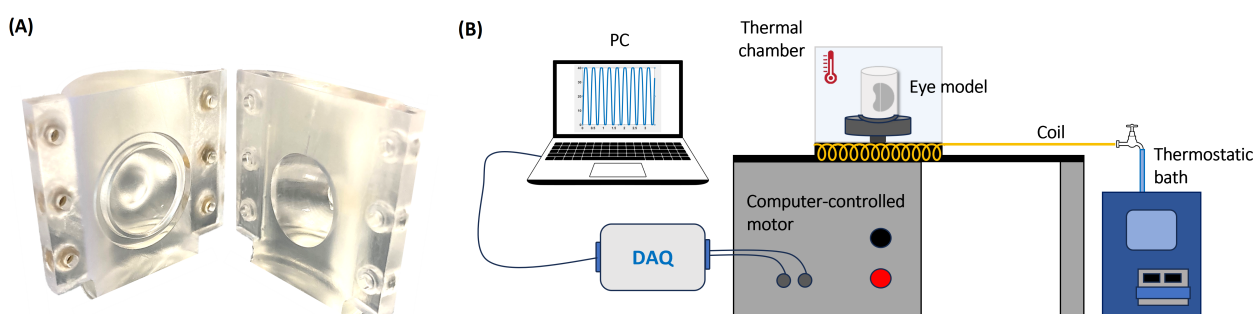 (A)
(B)
PC
Thermal
chamber
Eye model
Coil
Thermostatic
bath
Computer-controlled
motor
DAQ